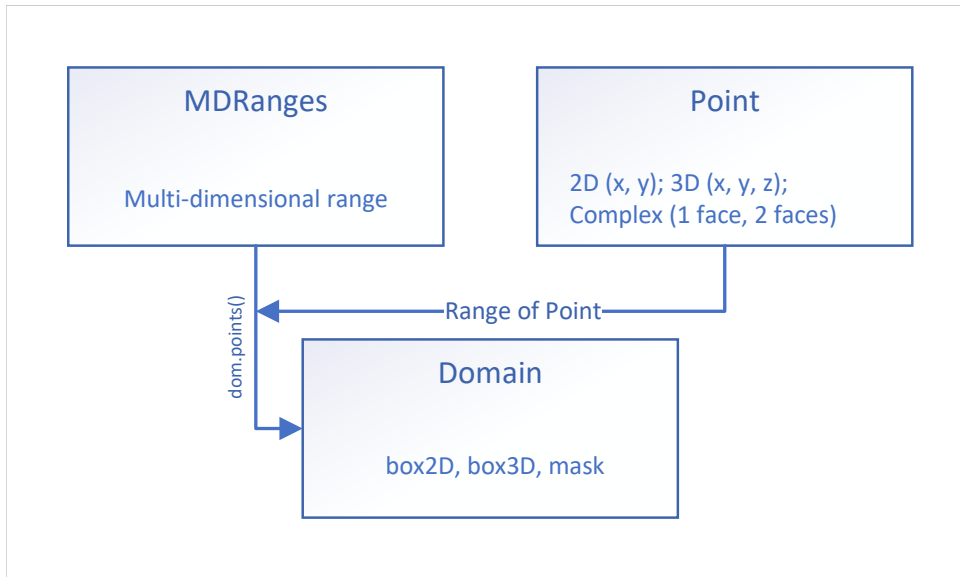 MDRanges
Multi-dimensional range
Point
2D (x, y); 3D (x, y, z);
Complex (1 face, 2 faces)
dom.points()
Range of Point
Domain
box2D, box3D, mask